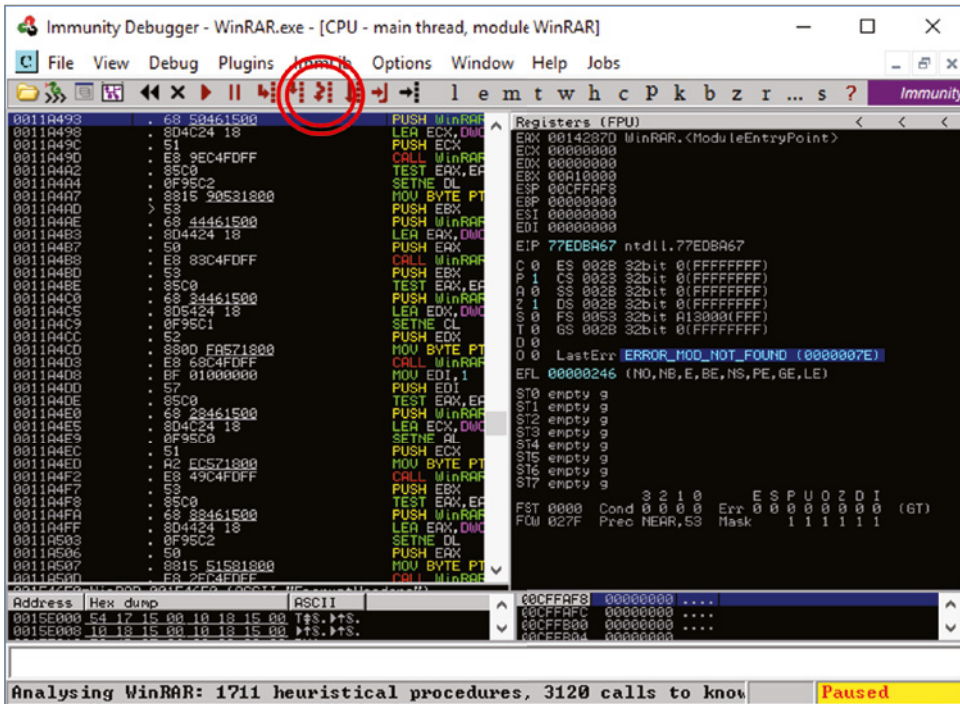 Immunity Debugger - WinRAR.exe - [CPU - main thread, module WinRAR]
C File View Debug Plugins ImmLib Options Window Help Jobs
l e m t w h c P k b z r ... s ? Immunity
0011A493 . 68 50461500 PUSH WinRAR
0011A498 . 8D4C24 18 LEA ECX,DWO
0011A49C . 51 PUSH ECX
0011A49D . E8 9EC4FDFF CALL WinRAR
0011A4A2 . 85C0 TEST EAX,EA
0011A4A4 . 0F95C2 SETNE DL
0011A4A7 . 8815 90531800 MOV BYTE PT
0011A4AD > 53 PUSH EBX
0011A4AE . 68 44461500 PUSH WinRAR
0011A4B3 . 8D4424 18 LEA EAX,DWO
0011A4B7 . 50 PUSH EAX
0011A4B8 . E8 83C4FDFF CALL WinRAR
0011A4BD . 53 PUSH EBX
0011A4BE . 85C0 TEST EAX,EA
0011A4C0 . 68 34461500 PUSH WinRAR
0011A4C5 . 8D5424 18 LEA EDX,DWO
0011A4C9 . 0F95C1 SETNE CL
0011A4CC . 52 PUSH EDX
0011A4CD . 880D FA571800 MOV BYTE PT
0011A4D3 . E8 68C4FDFF CALL WinRAR
0011A4D8 . BF 01000000 MOV EDI,1
0011A4DD . 57 PUSH EDI
0011A4DE . 85C0 TEST EAX,EA
0011A4E0 . 68 28461500 PUSH WinRAR
0011A4E5 . 8D4C24 18 LEA ECX,DWO
0011A4E9 . 0F95C0 SETNE AL
0011A4EC . 51 PUSH ECX
0011A4ED . A2 EC571800 MOV BYTE PT
0011A4F2 . E8 49C4FDFF CALL WinRAR
0011A4F7 . 53 PUSH EBX
0011A4F8 . 85C0 TEST EAX,EA
0011A4FA . 68 88461500 PUSH WinRAR
0011A4FF . 8D4424 18 LEA EAX,DWO
0011A503 . 0F95C2 SETNE DL
0011A506 . 50 PUSH EAX
0011A507 . 8815 51581800 MOV BYTE PT
0011A50D . E8 2EC4FDFF CALL WinRAR
Registers (FPU) < < <
EAX 0014287D WinRAR.<ModuleEntryPoint>
ECX 00000000
EDX 00000000
EBX 00A10000
ESP 00CFFAF8
EBP 00000000
ESI 00000000
EDI 00000000
EIP 77EDBA67 ntdll.77EDBA67
C 0 ES 002B 32bit 0(FFFFFFFF)
P 1 CS 0023 32bit 0(FFFFFFFF)
A 0 SS 002B 32bit 0(FFFFFFFF)
Z 1 DS 002B 32bit 0(FFFFFFFF)
S 0 FS 0053 32bit A13000(FFF)
T 0 GS 002B 32bit 0(FFFFFFFF)
D 0
O 0 LastErr ERROR_MOD_NOT_FOUND (0000007E)
EFL 00000246 (NO,NB,E,BE,NS,PE,GE,LE)
ST0 empty g
ST1 empty g
ST2 empty g
ST3 empty g
ST4 empty g
ST5 empty g
ST6 empty g
ST7 empty g
3 2 1 0 E S P U O Z D I
FST 0000 Cond 0 0 0 0 Err 0 0 0 0 0 0 0 0 (GT)
FCW 027F Prec NEAR,53 Mask 1 1 1 1 1 1
Address Hex dump ASCII
0015E000 54 17 15 00 10 18 15 00
0015E008 10 18 15 00 10 18 15 00
00CFFAF8 00000000 ....
00CFFAFC 00000000 ....
00CFFB00 00000000 ....
00CFFB04 00000000 ....
Analysing WinRAR: 1711 heuristical procedures, 3120 calls to know
Paused